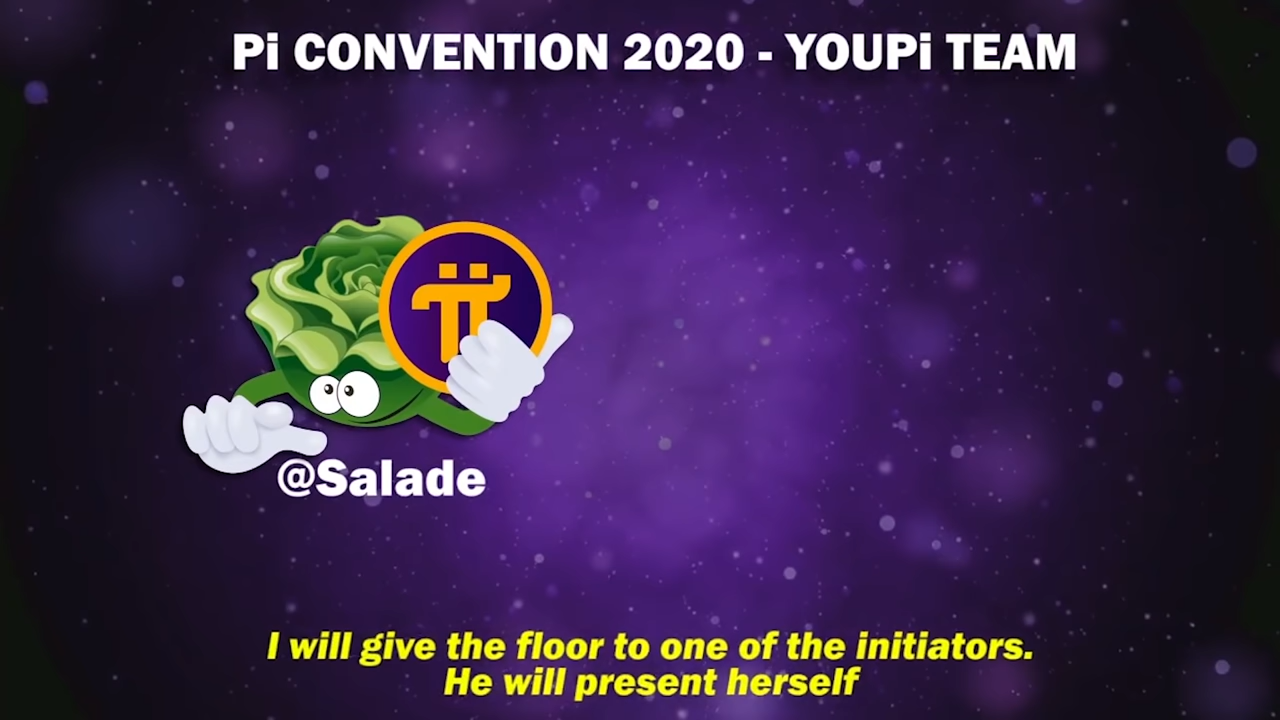 Pi CONVENTION 2020 - YOUPi TEAM
@Salade
I will give the floor to one of the initiators.
He will present herself